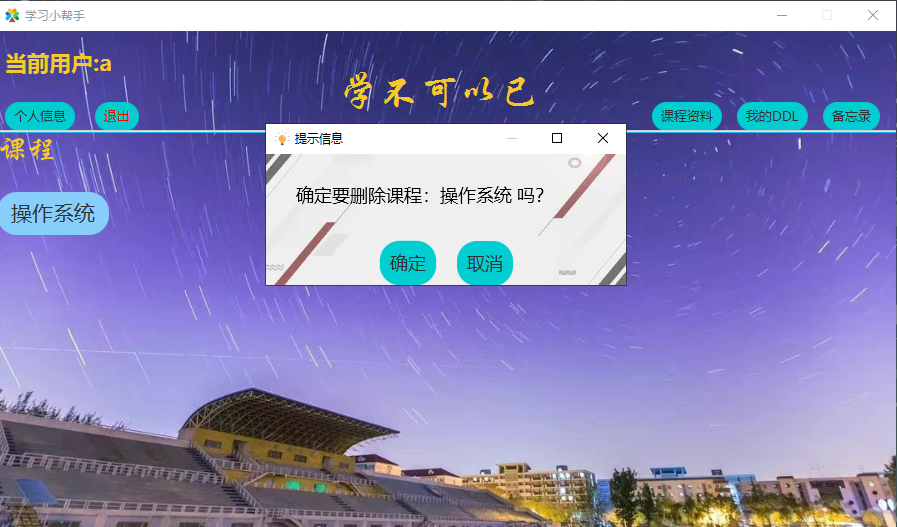 学习小帮手
当前用户:a
学不可以已
个人信息 退出 课程资料 我的DDL 备忘录
课程
操作系统
提示信息
确定要删除课程：操作系统 吗？
确定 取消